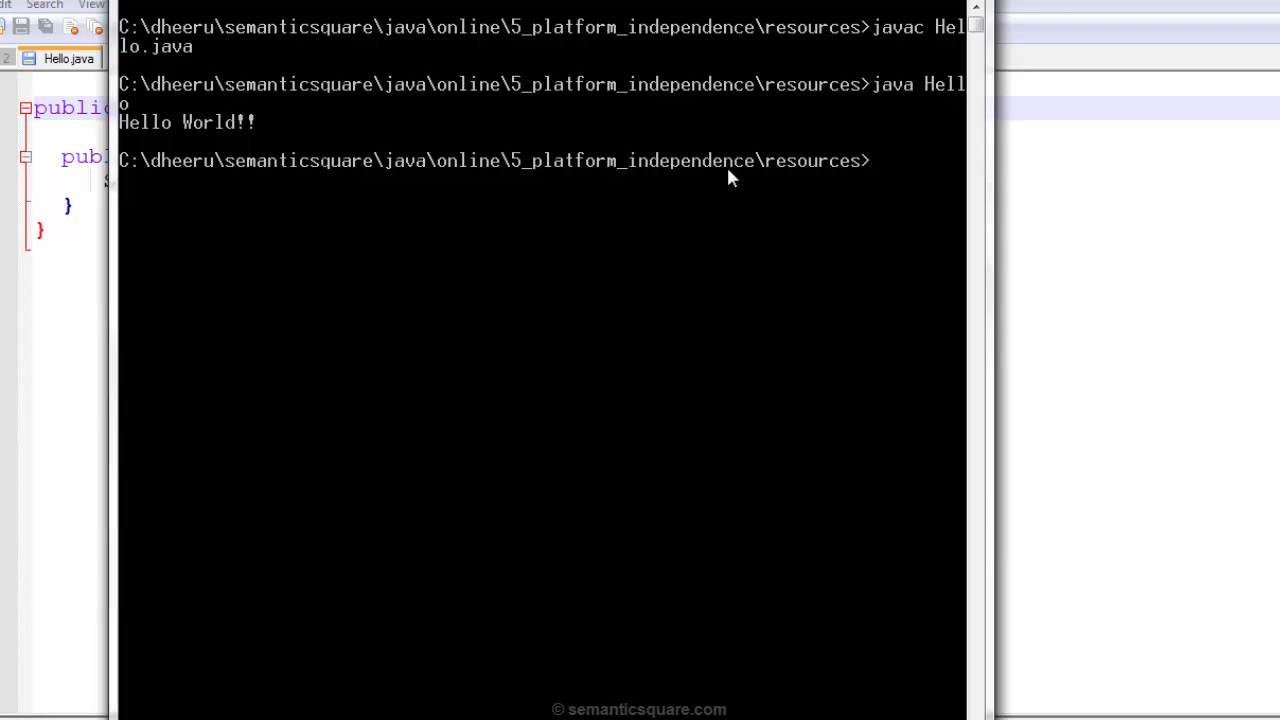 Search View
C:\dheeru\semanticsquare\java\online\5_platform_independence\resources>javac Hel
lo.java
2 Hello.java
C:\dheeru\semanticsquare\java\online\5_platform_independence\resources>java Hell
o
public
Hello World!!
publ
C:\dheeru\semanticsquare\java\online\5_platform_independence\resources>
}
}
© semanticsquare.com